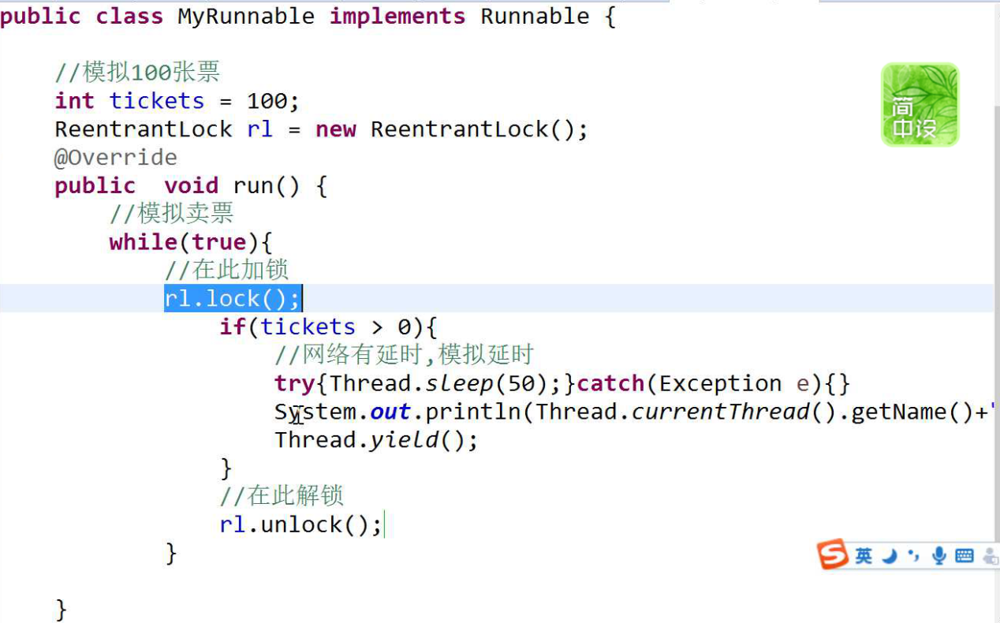 public class MyRunnable implements Runnable {
//模拟100张票
int tickets = 100;
ReentrantLock rl = new ReentrantLock();
@Override
public  void run() {
//模拟卖票
while(true){
//在此加锁
rl.lock();
if(tickets > 0){
//网络有延时,模拟延时
try{Thread.sleep(50);}catch(Exception e){}
System.out.println(Thread.currentThread().getName()+"
Thread.yield();
}
//在此解锁
rl.unlock();
}
}
简
中设
S 英